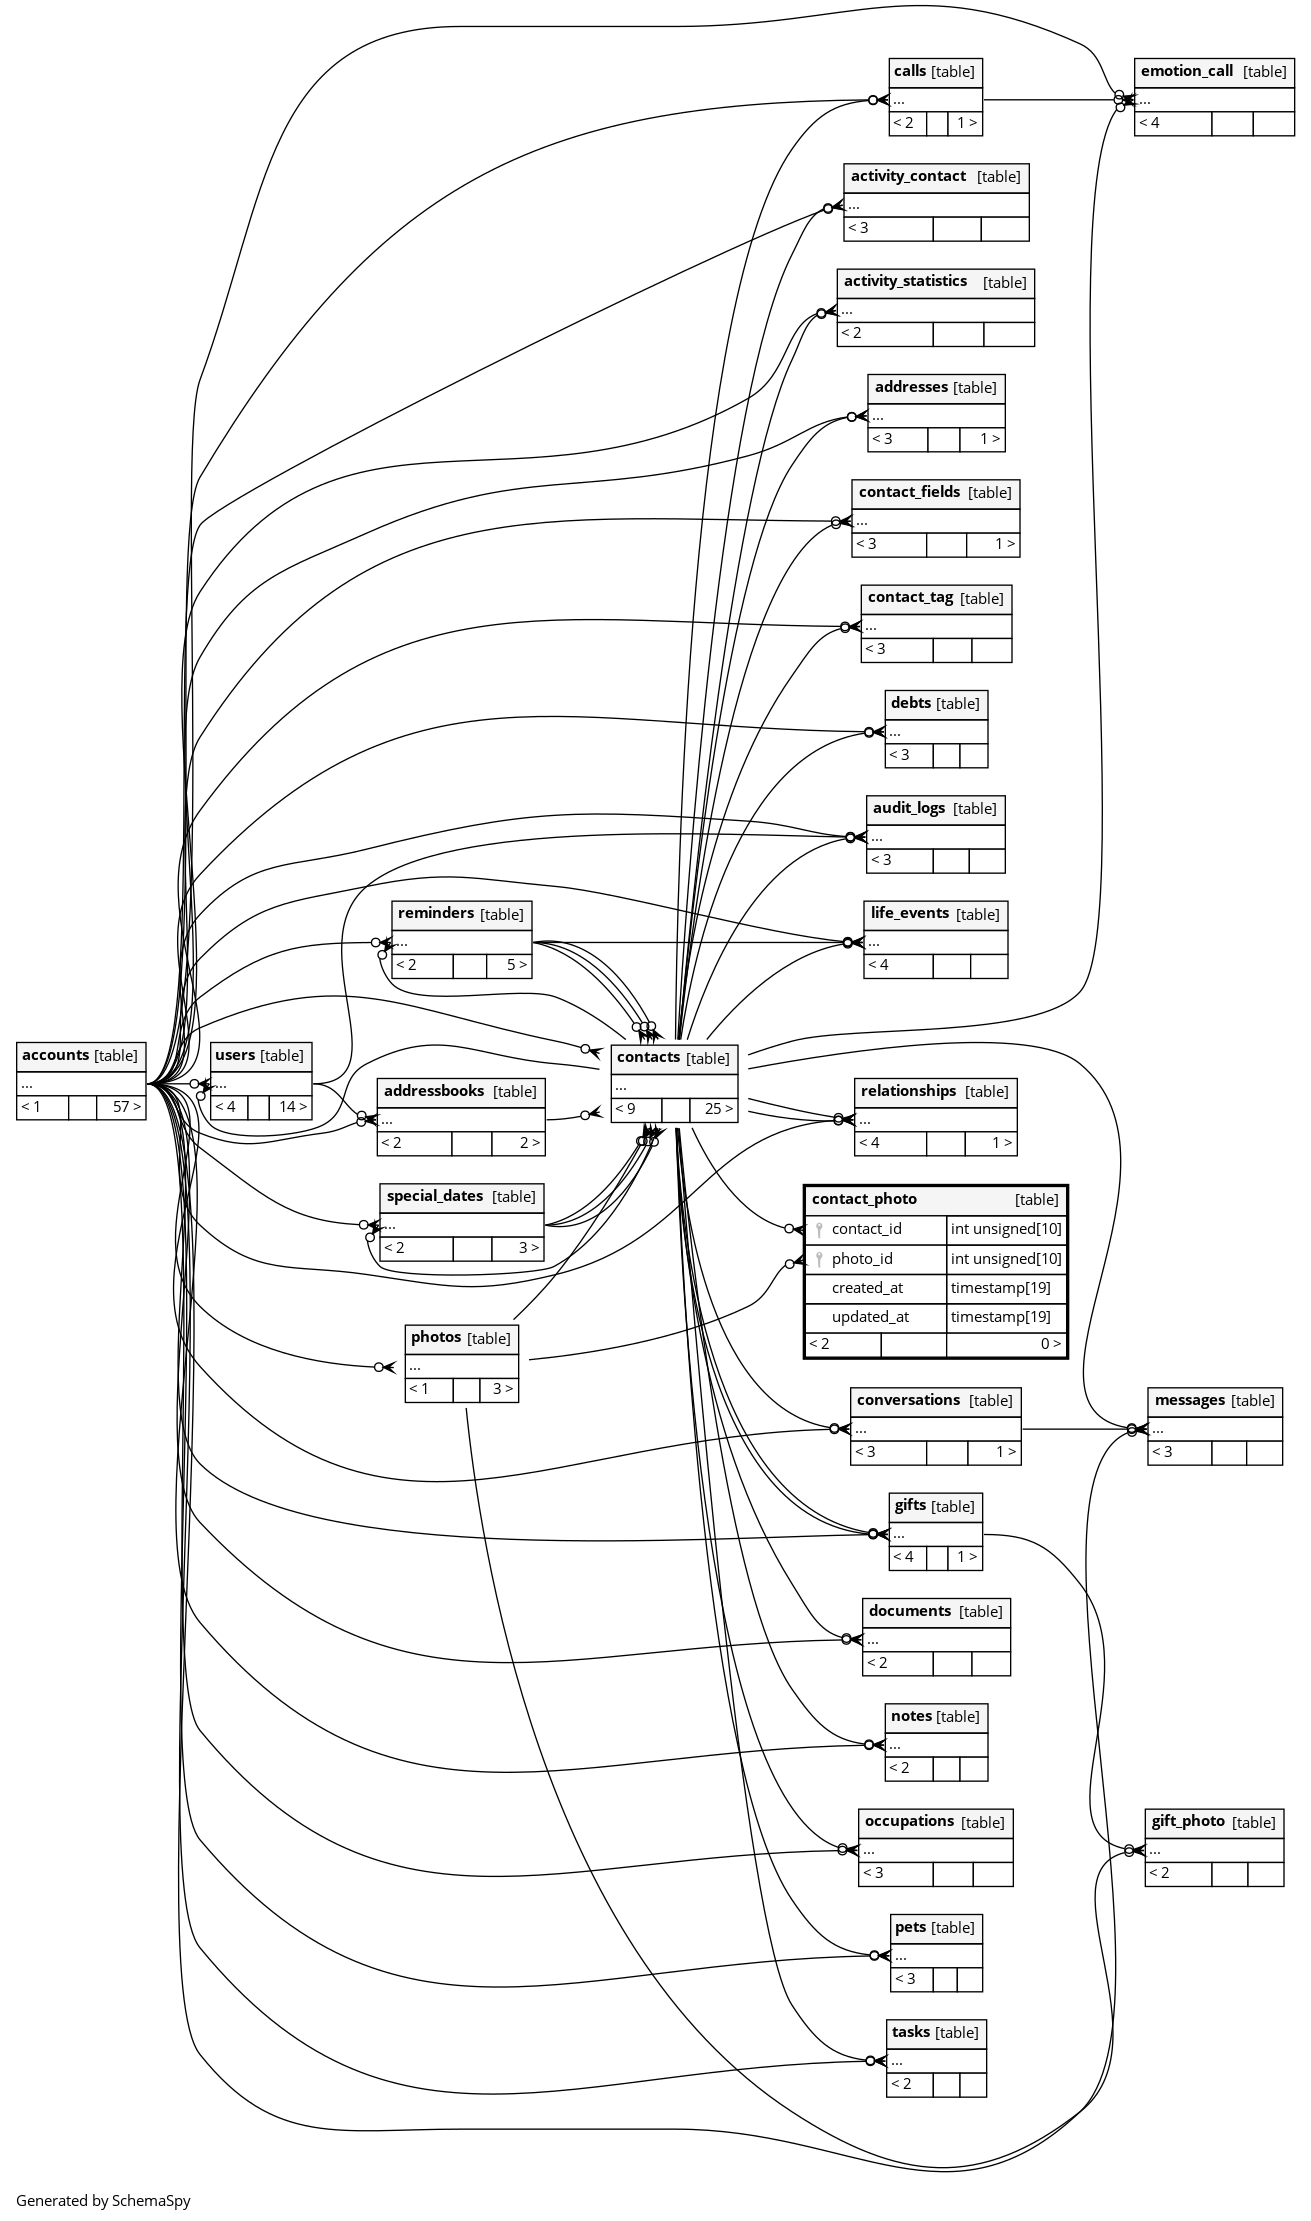 calls [table]
...
< 2 1 >
emotion_call [table]
...
< 4
activity_contact [table]
...
< 3
activity_statistics [table]
...
< 2
addresses [table]
...
< 3 1 >
contact_fields [table]
...
< 3 1 >
contact_tag [table]
...
< 3
debts [table]
...
< 3
audit_logs [table]
...
< 3
reminders [table]
...
< 2 5 >
life_events [table]
...
< 4
accounts [table]
...
< 1 57 >
users [table]
...
< 4 14 >
contacts [table]
...
< 9 25 >
addressbooks [table]
...
< 2 2 >
relationships [table]
...
< 4 1 >
special_dates [table]
...
< 2 3 >
contact_photo [table]
contact_id int unsigned[10]
photo_id int unsigned[10]
created_at timestamp[19]
updated_at timestamp[19]
< 2 0 >
photos [table]
...
< 1 3 >
conversations [table]
...
< 3 1 >
messages [table]
...
< 3
gifts [table]
...
< 4 1 >
documents [table]
...
< 2
notes [table]
...
< 2
occupations [table]
...
< 3
gift_photo [table]
...
< 2
pets [table]
...
< 3
tasks [table]
...
< 2
Generated by SchemaSpy